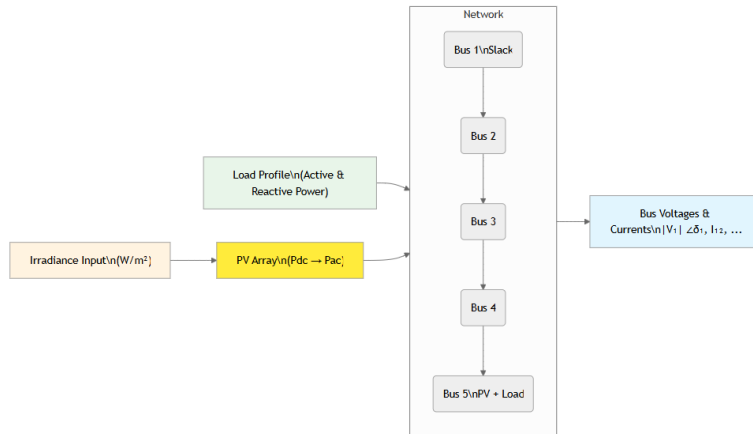 Network
Bus 1\nSlack
Bus 2
Load Profile\n(Active &
Reactive Power)
Bus 3
Bus Voltages &
Currents\n|V₁| ∠δ₁, I₁₂, ...
Irradiance Input\n(W/m²)
PV Array\n(Pdc → Pac)
Bus 4
Bus 5\nPV + Load